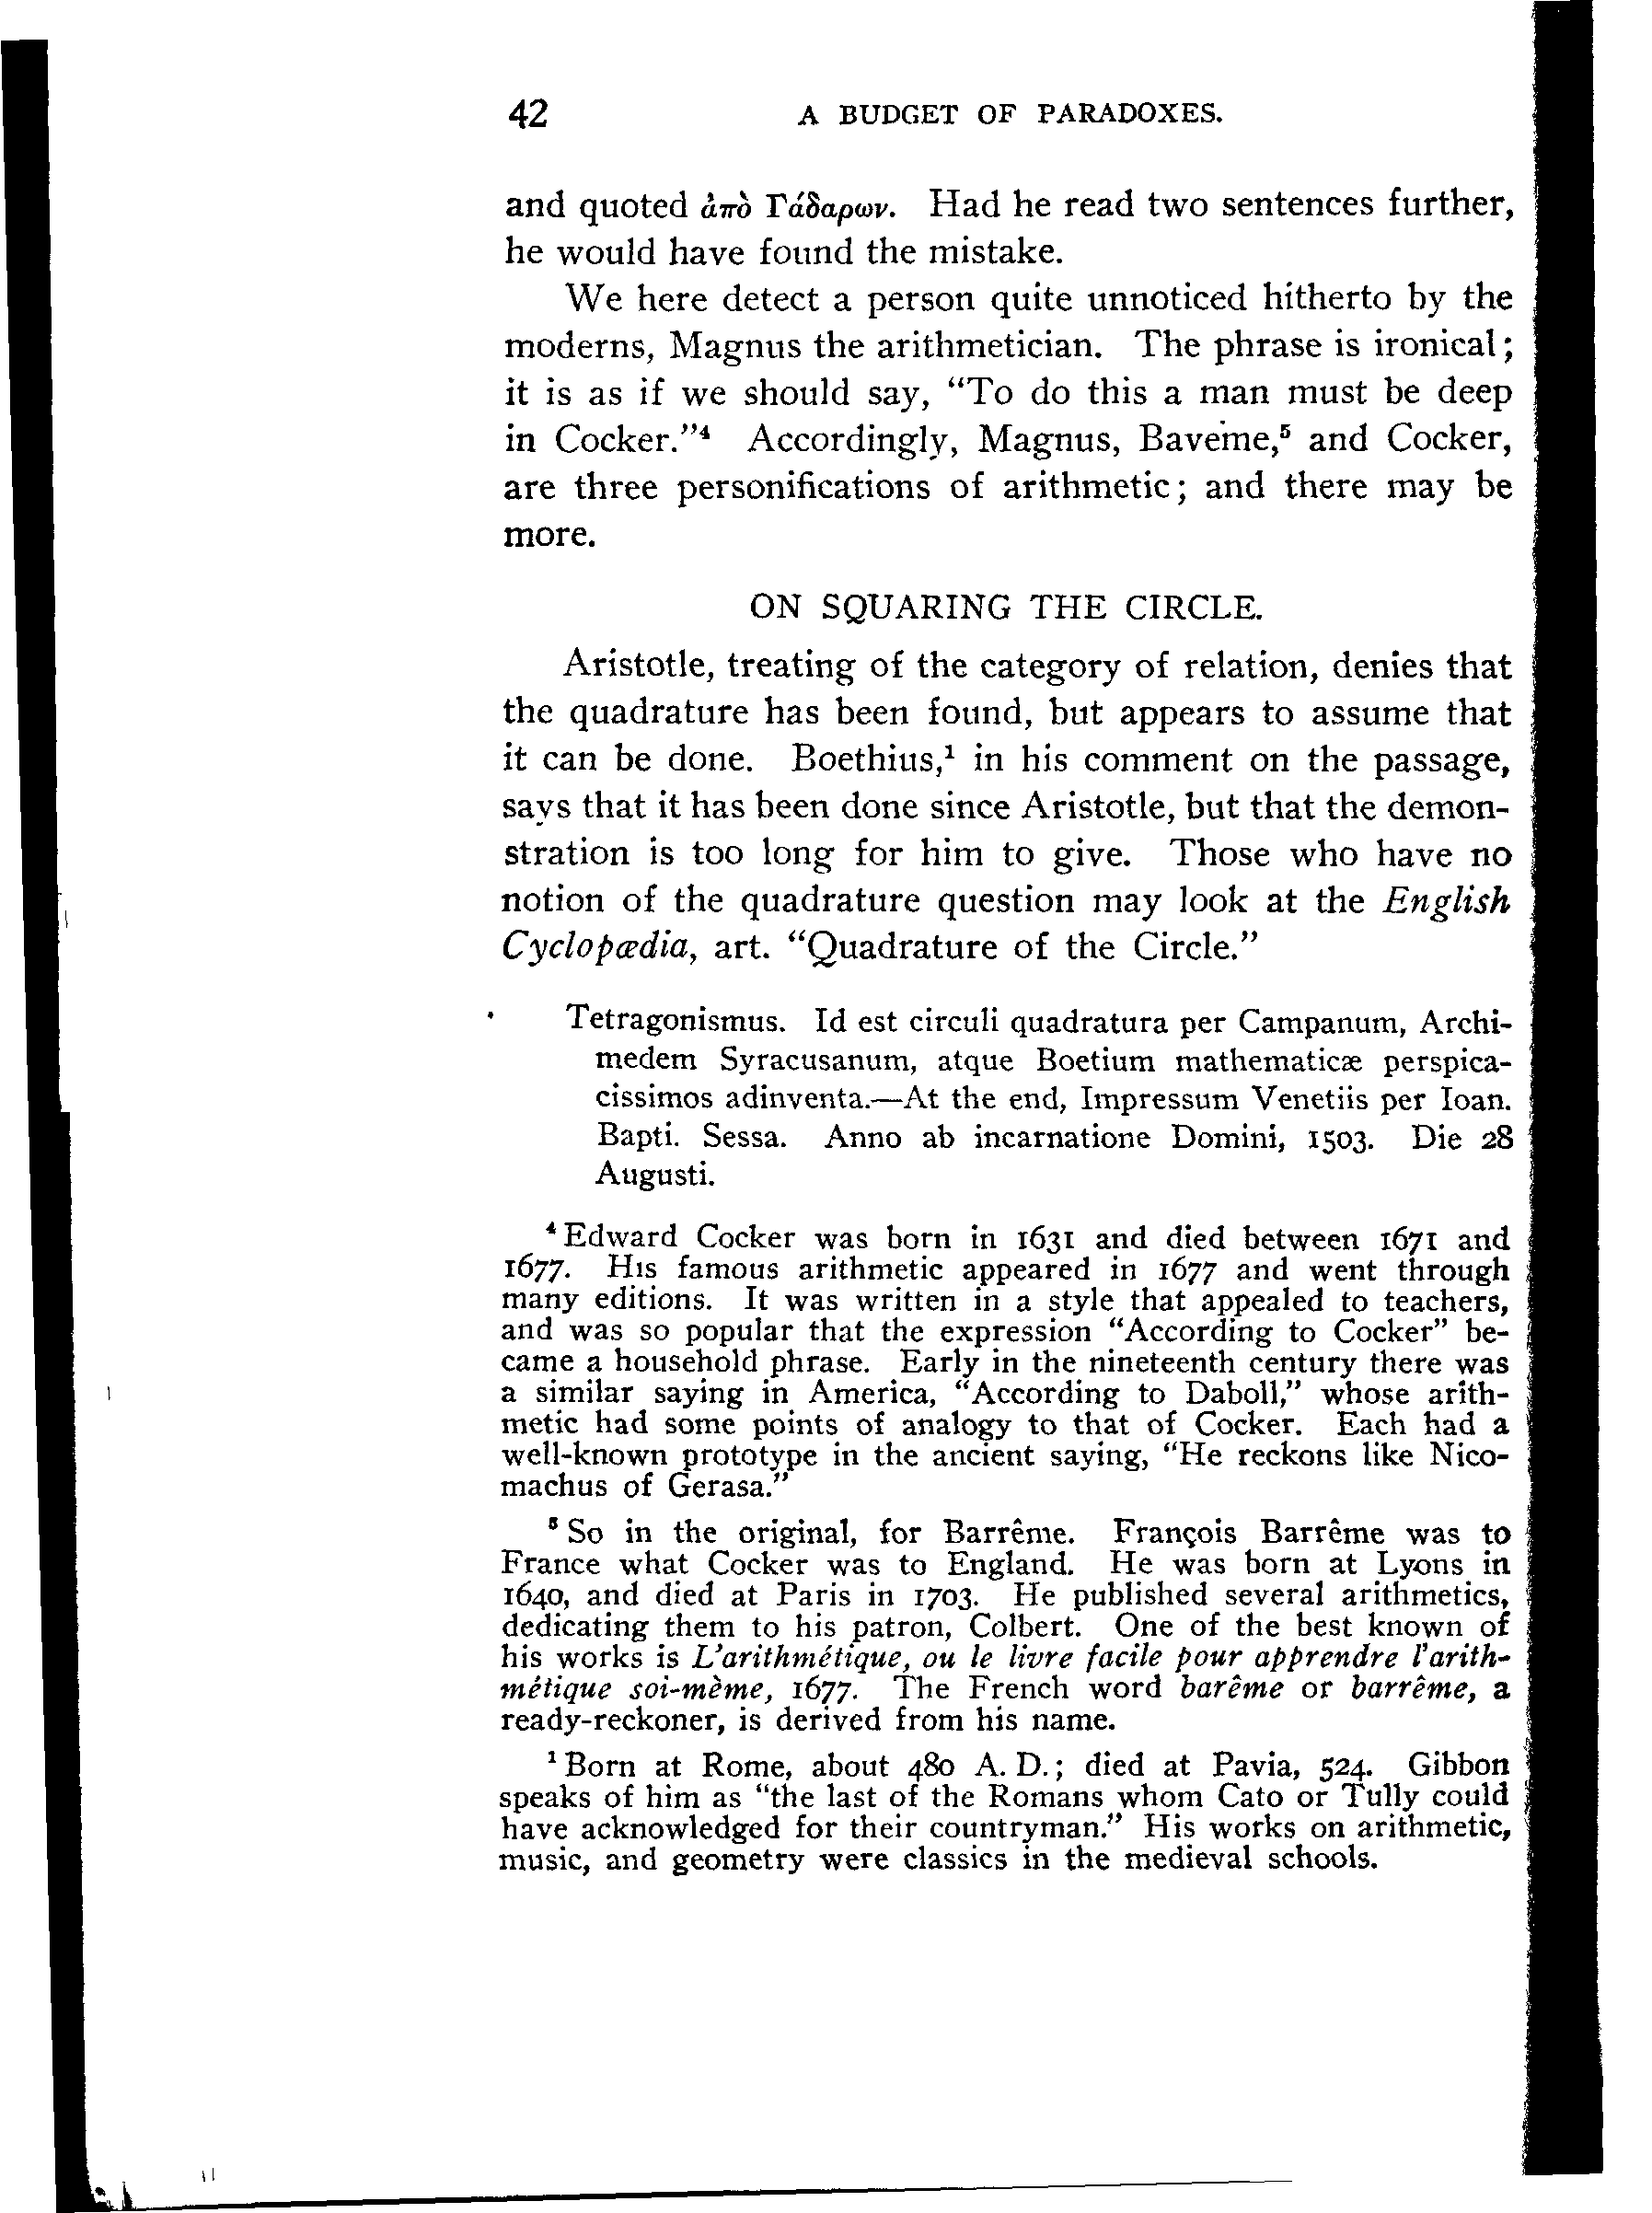 42 A BUDGET OF PARADOXES.
and quoted ἀπὸ Γάδαρων. Had he read two sentences further,
he would have found the mistake.
We here detect a person quite unnoticed hitherto by the
moderns, Magnus the arithmetician. The phrase is ironical;
it is as if we should say, “To do this a man must be deep
in Cocker.”⁴ Accordingly, Magnus, Baveme,⁵ and Cocker,
are three personifications of arithmetic; and there may be
more.
ON SQUARING THE CIRCLE.
Aristotle, treating of the category of relation, denies that
the quadrature has been found, but appears to assume that
it can be done. Boethius,¹ in his comment on the passage,
says that it has been done since Aristotle, but that the demon-
stration is too long for him to give. Those who have no
notion of the quadrature question may look at the English
Cyclopædia, art. “Quadrature of the Circle.”
Tetragonismus. Id est circuli quadratura per Campanum, Archi-
medem Syracusanum, atque Boetium mathematicæ perspica-
cissimos adinventa.—At the end, Impressum Venetiis per Ioan.
Bapti. Sessa. Anno ab incarnatione Domini, 1503. Die 28
Augusti.
⁴ Edward Cocker was born in 1631 and died between 1671 and
1677. His famous arithmetic appeared in 1677 and went through
many editions. It was written in a style that appealed to teachers,
and was so popular that the expression “According to Cocker” be-
came a household phrase. Early in the nineteenth century there was
a similar saying in America, “According to Daboll,” whose arith-
metic had some points of analogy to that of Cocker. Each had a
well-known prototype in the ancient saying, “He reckons like Nico-
machus of Gerasa.”
⁵ So in the original, for Barrême. François Barrême was to
France what Cocker was to England. He was born at Lyons in
1640, and died at Paris in 1703. He published several arithmetics,
dedicating them to his patron, Colbert. One of the best known of
his works is L’arithmétique, ou le livre facile pour apprendre l’arith-
métique soi-mème, 1677. The French word barême or barrême, a
ready-reckoner, is derived from his name.
¹ Born at Rome, about 480 A. D.; died at Pavia, 524. Gibbon
speaks of him as “the last of the Romans whom Cato or Tully could
have acknowledged for their countryman.” His works on arithmetic,
music, and geometry were classics in the medieval schools.